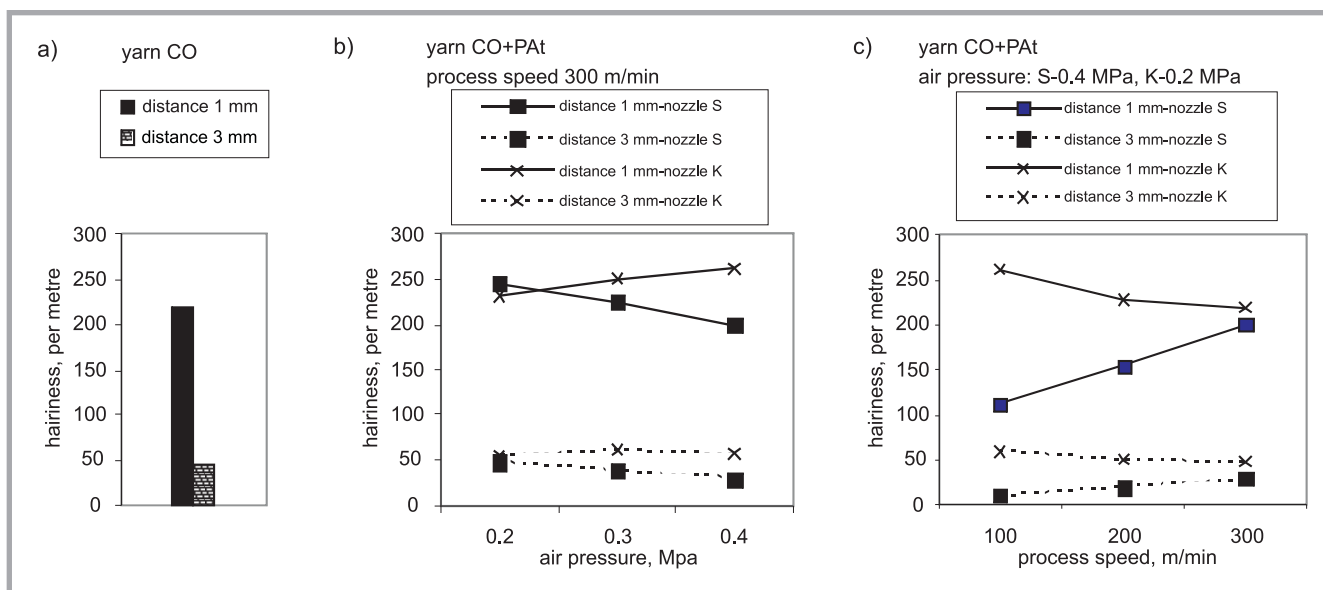 a)
yarn CO
distance 1 mm
distance 3 mm
hairiness, per metre
300
250
200
150
100
50
0
b)
yarn CO+PAt
process speed 300 m/min
distance 1 mm-nozzle S
distance 3 mm-nozzle S
distance 1 mm-nozzle K
distance 3 mm-nozzle K
hairiness, per metre
300
250
200
150
100
50
0
0.2 0.3 0.4
air pressure, Mpa
c)
yarn CO+PAt
air pressure: S-0.4 MPa, K-0.2 MPa
distance 1 mm-nozzle S
distance 3 mm-nozzle S
distance 1 mm-nozzle K
distance 3 mm-nozzle K
hairiness, per metre
300
250
200
150
100
50
0
100 200 300
process speed, m/min